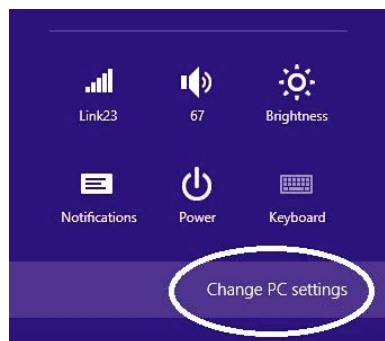 Link23 67 Brightness
Notifications Power Keyboard
Change PC settings